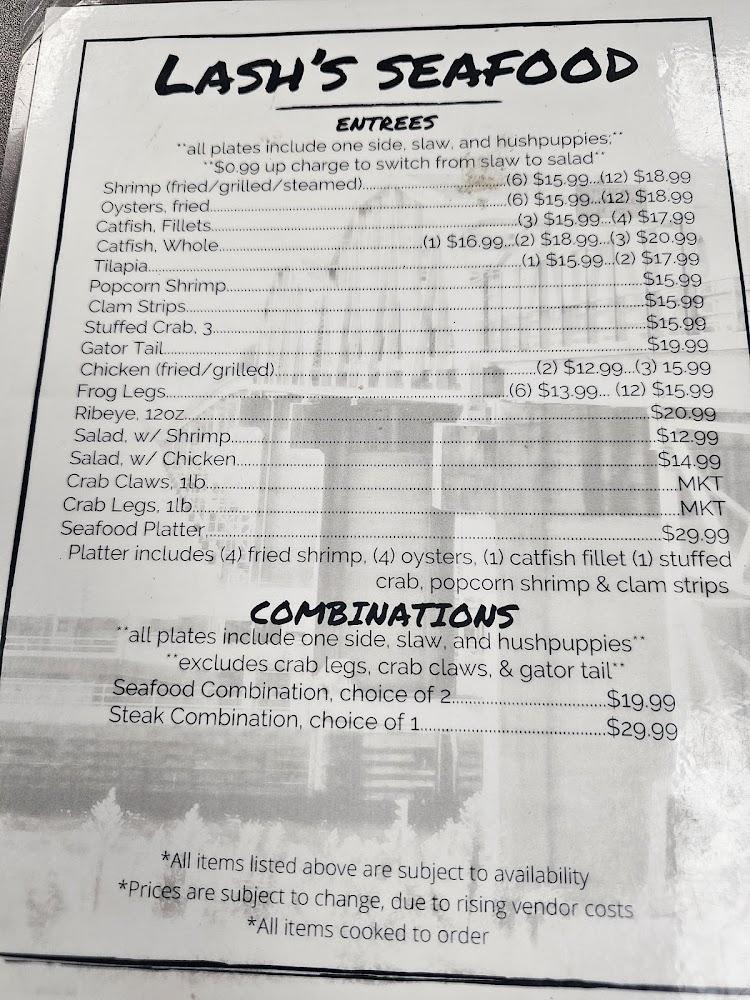 LASH'S SEAFOOD
ENTREES
**all plates include one side, slaw, and hushpuppies;**
**$0.99 up charge to switch from slaw to salad**
Shrimp (fried/grilled/steamed)......(6) $15.99...(12) $18.99
Oysters, fried......(6) $15.99...(12) $18.99
Catfish, Fillets......(3) $15.99...(4) $17.99
Catfish, Whole......(1) $16.99...(2) $18.99...(3) $20.99
Tilapia......(1) $15.99...(2) $17.99
Popcorn Shrimp......$15.99
Clam Strips......$15.99
Stuffed Crab, 3......$15.99
Gator Tail......$19.99
Chicken (fried/grilled)......(2) $12.99...(3) 15.99
Frog Legs......(6) $13.99... (12) $15.99
Ribeye, 12oz......$20.99
Salad, w/ Shrimp......$12.99
Salad, w/ Chicken......$14.99
Crab Claws, 1lb......MKT
Crab Legs, 1lb......MKT
Seafood Platter......$29.99
Platter includes (4) fried shrimp, (4) oysters, (1) catfish fillet (1) stuffed
crab, popcorn shrimp & clam strips
COMBINATIONS
**all plates include one side, slaw, and hushpuppies**
**excludes crab legs, crab claws, & gator tail**
Seafood Combination, choice of 2......$19.99
Steak Combination, choice of 1......$29.99
*All items listed above are subject to availability
*Prices are subject to change, due to rising vendor costs
*All items cooked to order